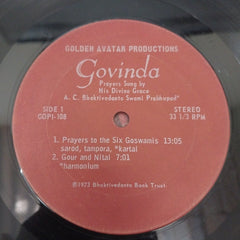 GOLDEN AVATAR PRODUCTIONS
Govinda
Prayers Sung by
His Divine Grace
A. C. Bhaktivedanta Swami Prabhupad"
SIDE 1
GOPI-108
STEREO
33 1/3 RPM
1. Prayers to the Six Goswamis 13:05
sarod, tampora, *kartal
2. Gour and Nitai 7:01
*harmonium
©1973 Bhaktivedanta Book Trust